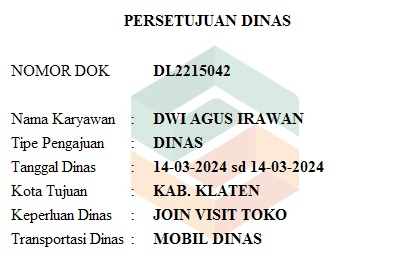 PERSETUJUAN DINAS
NOMOR DOK DL2215042
Nama Karyawan : DWI AGUS IRAWAN
Tipe Pengajuan : DINAS
Tanggal Dinas : 14-03-2024 sd 14-03-2024
Kota Tujuan : KAB. KLATEN
Keperluan Dinas : JOIN VISIT TOKO
Transportasi Dinas : MOBIL DINAS